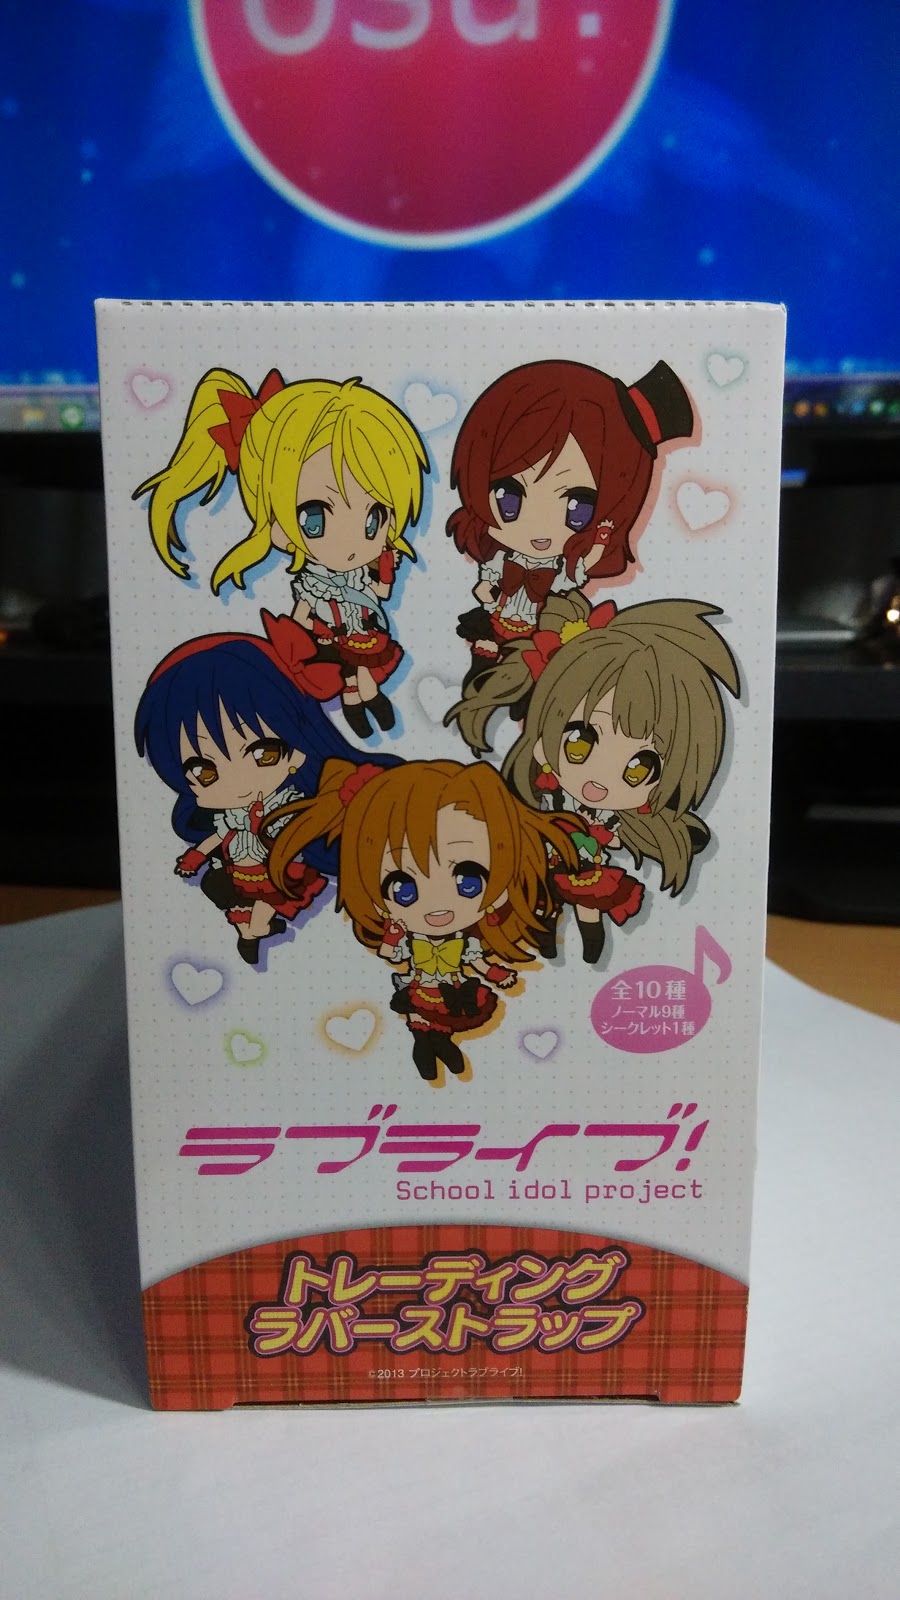 osu!
全10種
ノーマル9種
シークレット1種
ラブライブ!
School idol project
トレーディング
ラバーストラップ
©2013 プロジェクトラブライブ!